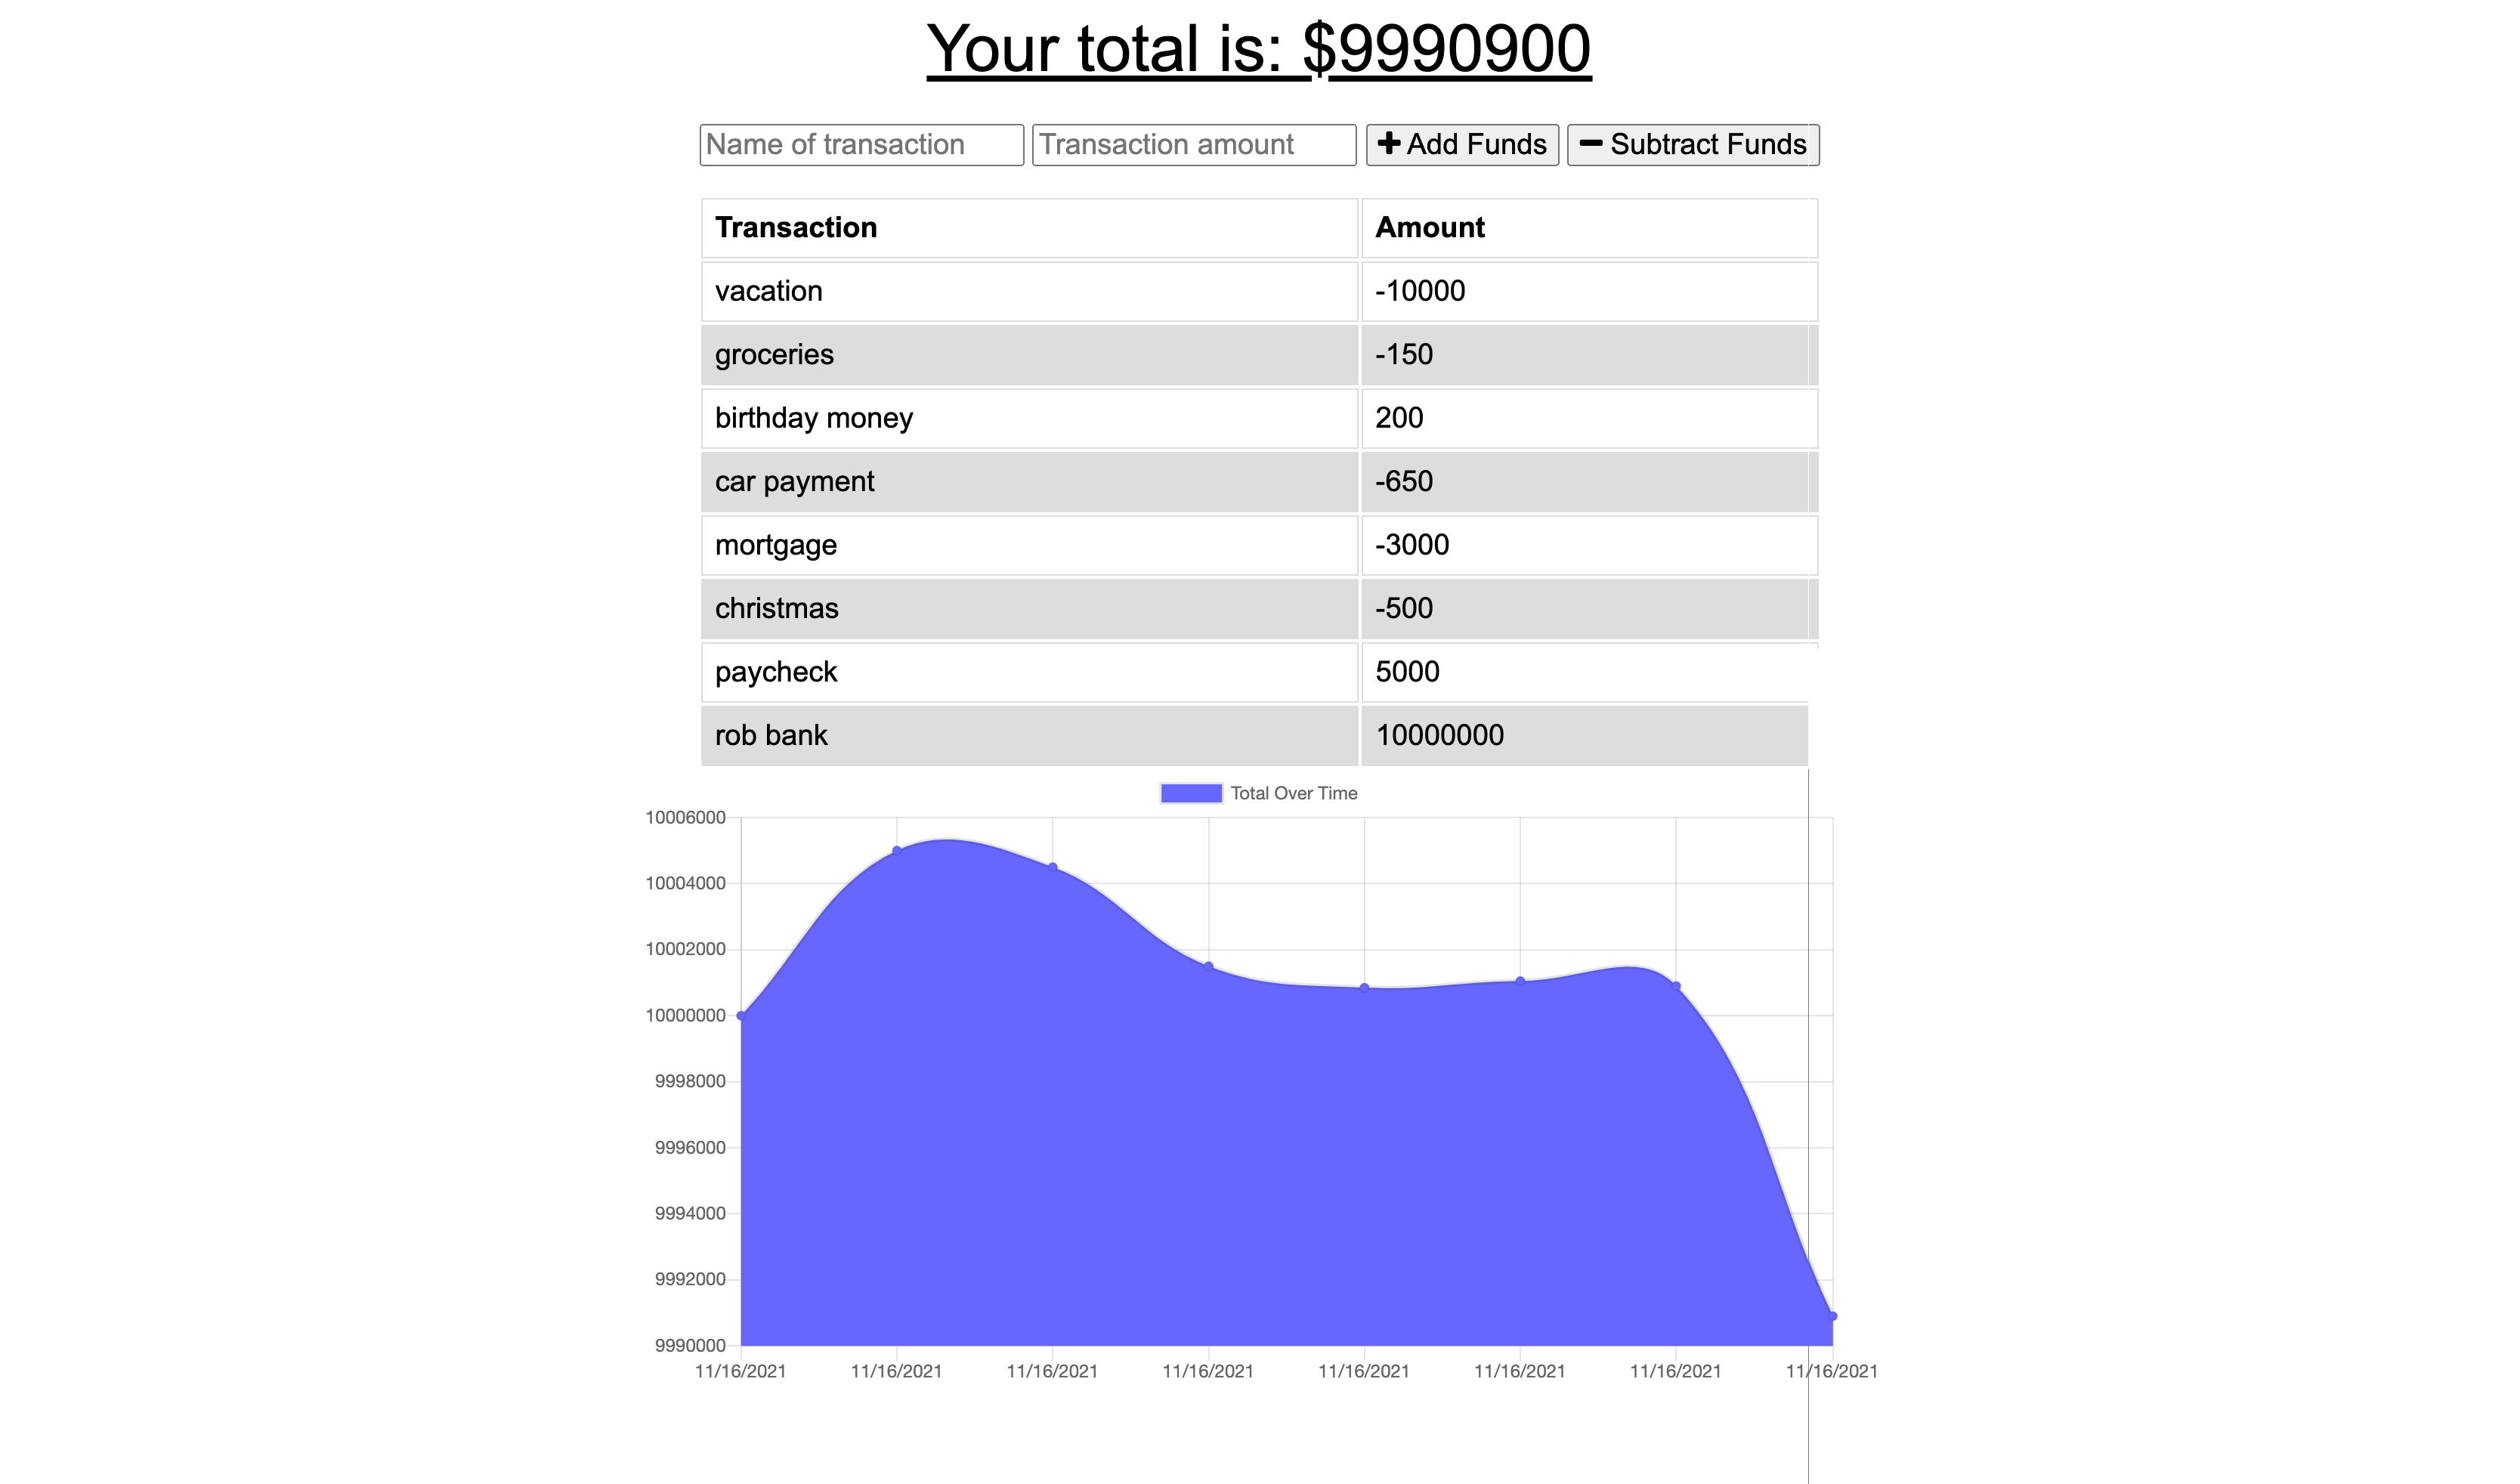 Your total is: $9990900
Name of transaction Transaction amount Add Funds Subtract Funds
Transaction Amount
vacation -10000
groceries -150
birthday money 200
car payment -650
mortgage -3000
christmas -500
paycheck 5000
rob bank 10000000
Total Over Time
10006000
10004000
10002000
10000000
9998000
9996000
9994000
9992000
9990000
11/16/2021 11/16/2021 11/16/2021 11/16/2021 11/16/2021 11/16/2021 11/16/2021 11/16/2021